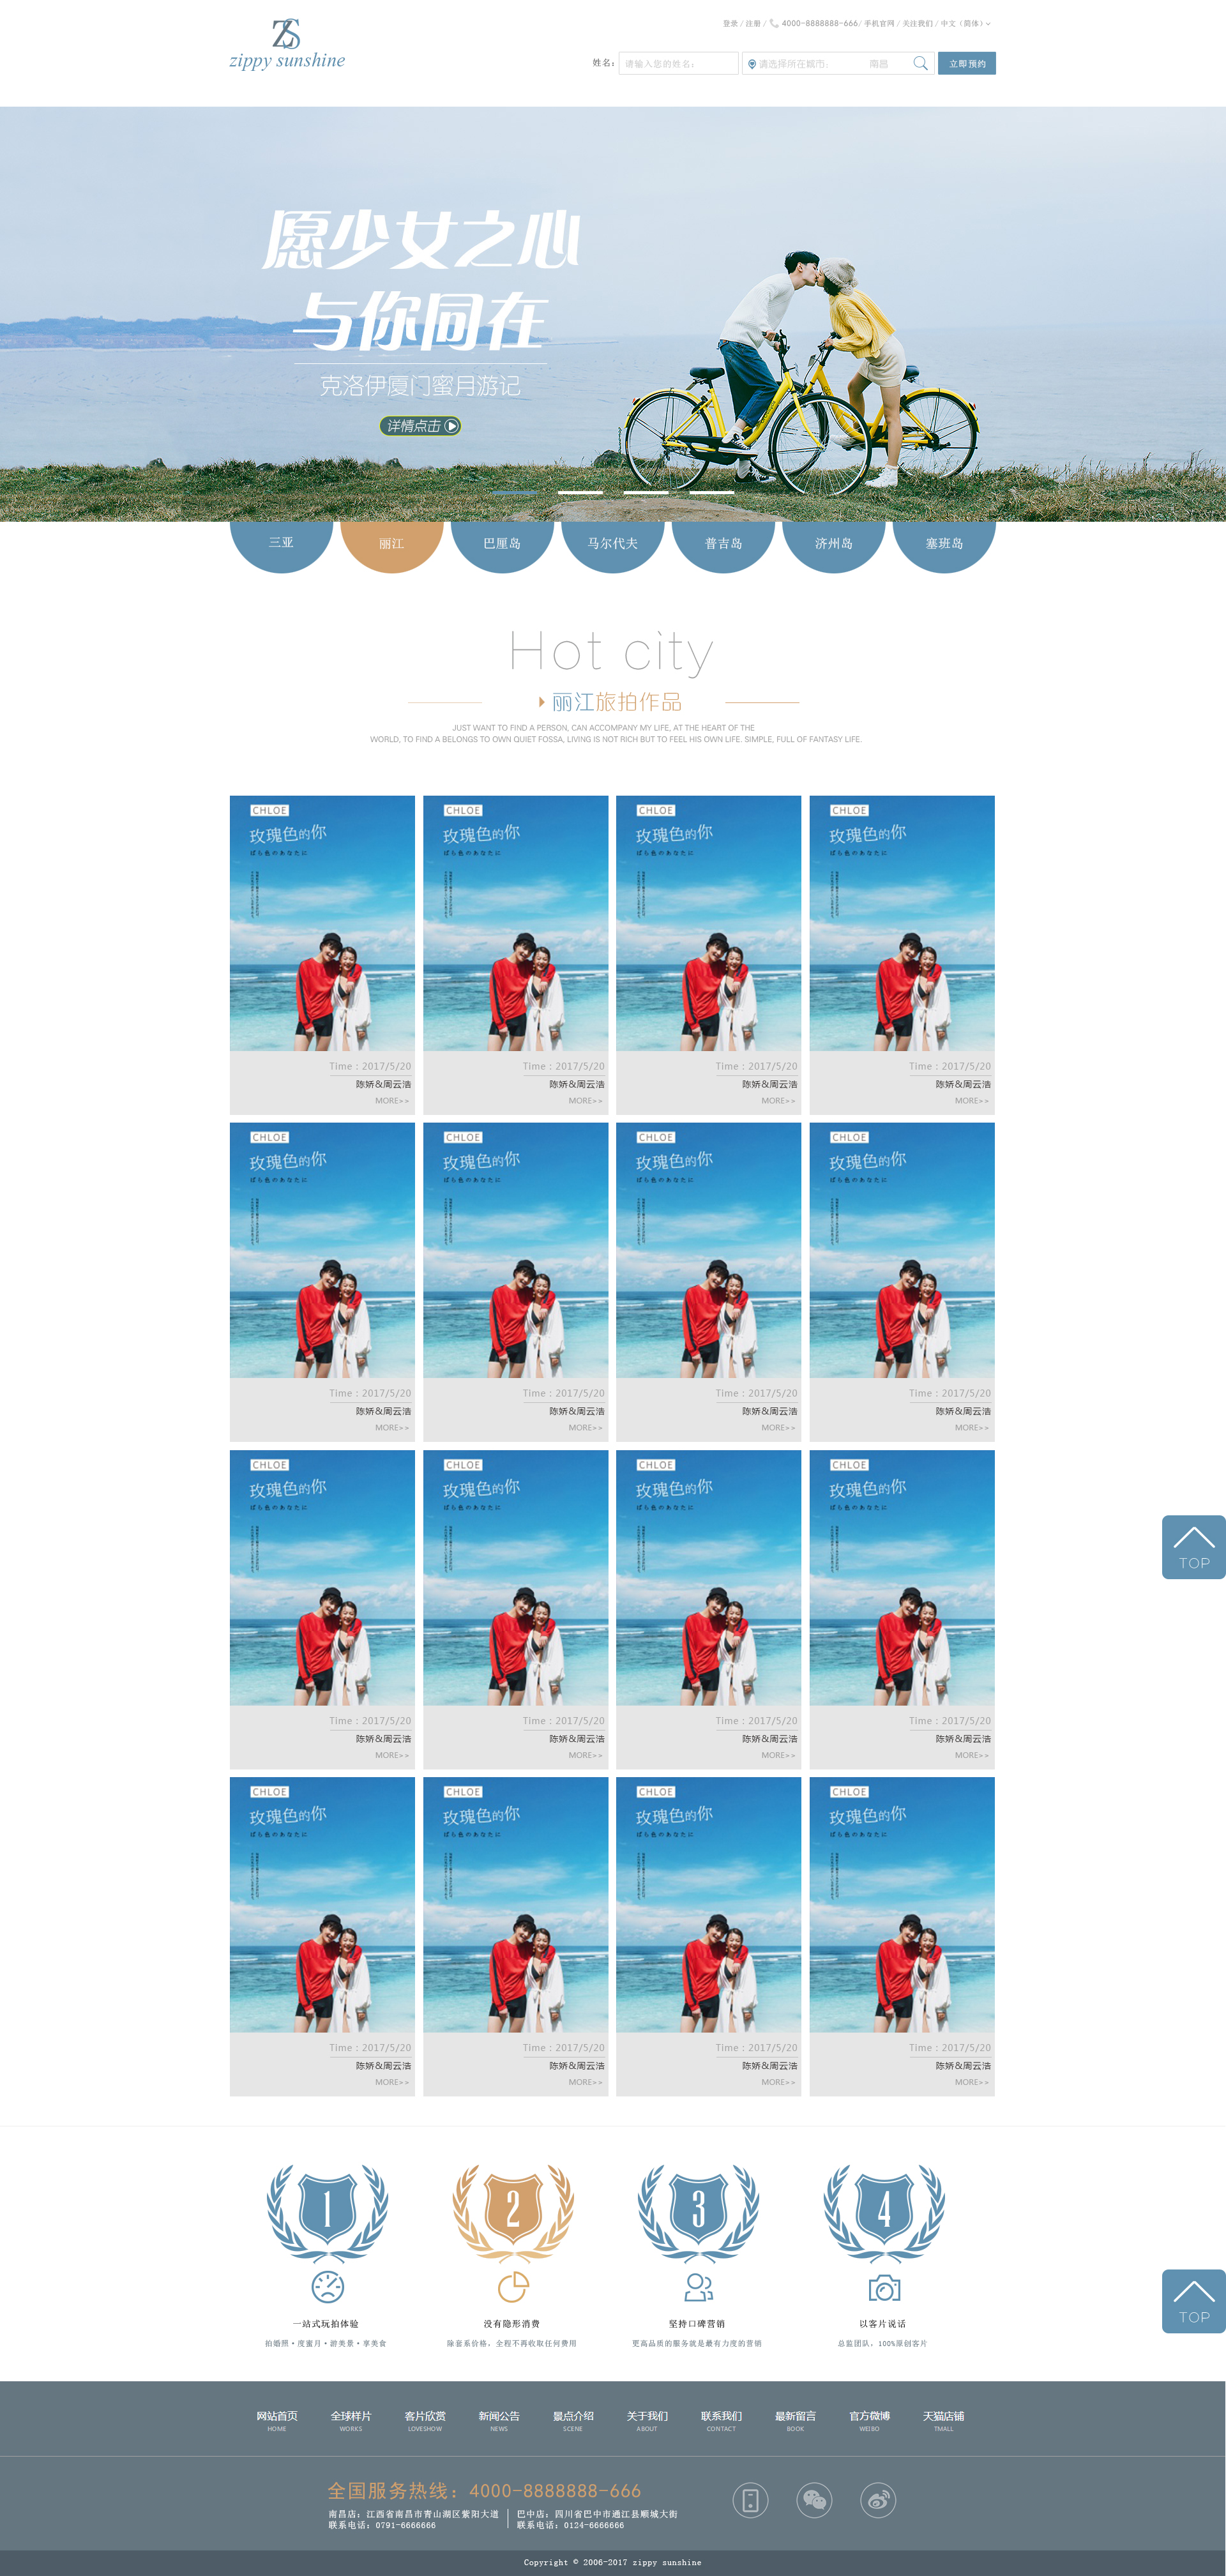 ZS
zippy sunshine
登录 / 注册 / 4000-8888888-666/ 手机官网 / 关注我们 / 中文（简体）
姓名： 请输入您的姓名： 请选择所在城市： 南昌 立即预约
愿少女之心
与你同在
克洛伊厦门蜜月游记
详情点击
三亚 丽江 巴厘岛 马尔代夫 普吉岛 济州岛 塞班岛
Hot city
丽江旅拍作品
JUST WANT TO FIND A PERSON, CAN ACCOMPANY MY LIFE, AT THE HEART OF THE
WORLD, TO FIND A BELONGS TO OWN QUIET FOSSA, LIVING IS NOT RICH BUT TO FEEL HIS OWN LIFE. SIMPLE, FULL OF FANTASY LIFE.
CHLOE CHLOE CHLOE CHLOE
玫瑰色的你 玫瑰色的你 玫瑰色的你 玫瑰色的你
ばら色のあなたに ばら色のあなたに ばら色のあなたに ばら色のあなたに
Time : 2017/5/20 Time : 2017/5/20 Time : 2017/5/20 Time : 2017/5/20
陈娇&周云浩 陈娇&周云浩 陈娇&周云浩 陈娇&周云浩
MORE>> MORE>> MORE>> MORE>>
CHLOE CHLOE CHLOE CHLOE
玫瑰色的你 玫瑰色的你 玫瑰色的你 玫瑰色的你
ばら色のあなたに ばら色のあなたに ばら色のあなたに ばら色のあなたに
Time : 2017/5/20 Time : 2017/5/20 Time : 2017/5/20 Time : 2017/5/20
陈娇&周云浩 陈娇&周云浩 陈娇&周云浩 陈娇&周云浩
MORE>> MORE>> MORE>> MORE>>
CHLOE CHLOE CHLOE CHLOE
玫瑰色的你 玫瑰色的你 玫瑰色的你 玫瑰色的你
ばら色のあなたに ばら色のあなたに ばら色のあなたに ばら色のあなたに
TOP
Time : 2017/5/20 Time : 2017/5/20 Time : 2017/5/20 Time : 2017/5/20
陈娇&周云浩 陈娇&周云浩 陈娇&周云浩 陈娇&周云浩
MORE>> MORE>> MORE>> MORE>>
CHLOE CHLOE CHLOE CHLOE
玫瑰色的你 玫瑰色的你 玫瑰色的你 玫瑰色的你
ばら色のあなたに ばら色のあなたに ばら色のあなたに ばら色のあなたに
Time : 2017/5/20 Time : 2017/5/20 Time : 2017/5/20 Time : 2017/5/20
陈娇&周云浩 陈娇&周云浩 陈娇&周云浩 陈娇&周云浩
MORE>> MORE>> MORE>> MORE>>
1 2 3 4
TOP
一站式玩拍体验 没有隐形消费 坚持口碑营销 以客片说话
拍婚照•度蜜月•游美景•享美食 除套系价格，全程不再收取任何费用 更高品质的服务就是最有力度的营销 总监团队，100%原创客片
网站首页 全球样片 客片欣赏 新闻公告 景点介绍 关于我们 联系我们 最新留言 官方微博 天猫店铺
HOME WORKS LOVESHOW NEWS SCENE ABOUT CONTACT BOOK WEIBO TMALL
全国服务热线：4000-8888888-666
南昌店：江西省南昌市青山湖区紫阳大道 巴中店：四川省巴中市通江县顺城大街
联系电话：0791-6666666 联系电话：0124-6666666
Copyright © 2006-2017 zippy sunshine